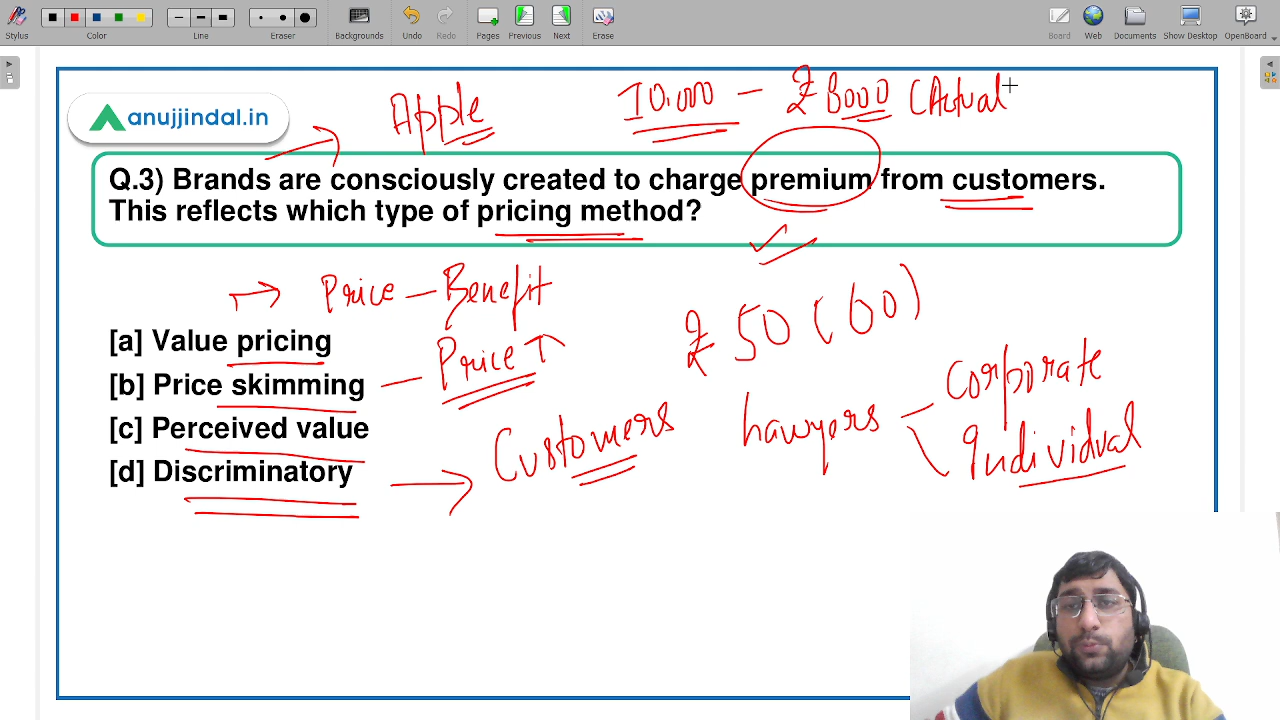 Stylus
Color
Line
Eraser
Backgrounds
Undo
Redo
Pages
Previous
Next
Erase
Board
Web
Documents
Show Desktop
OpenBoard
anujjindal.in
Apple
10,000 – ₹ 8000 (Actual
Q.3) Brands are consciously created to charge premium from customers.
This reflects which type of pricing method?
Price – Benefit
[a] Value pricing
₹ 50 (60)
[b] Price skimming – Price ↑
[c] Perceived value
Customers
Lawyers
Corporate
Individual
[d] Discriminatory